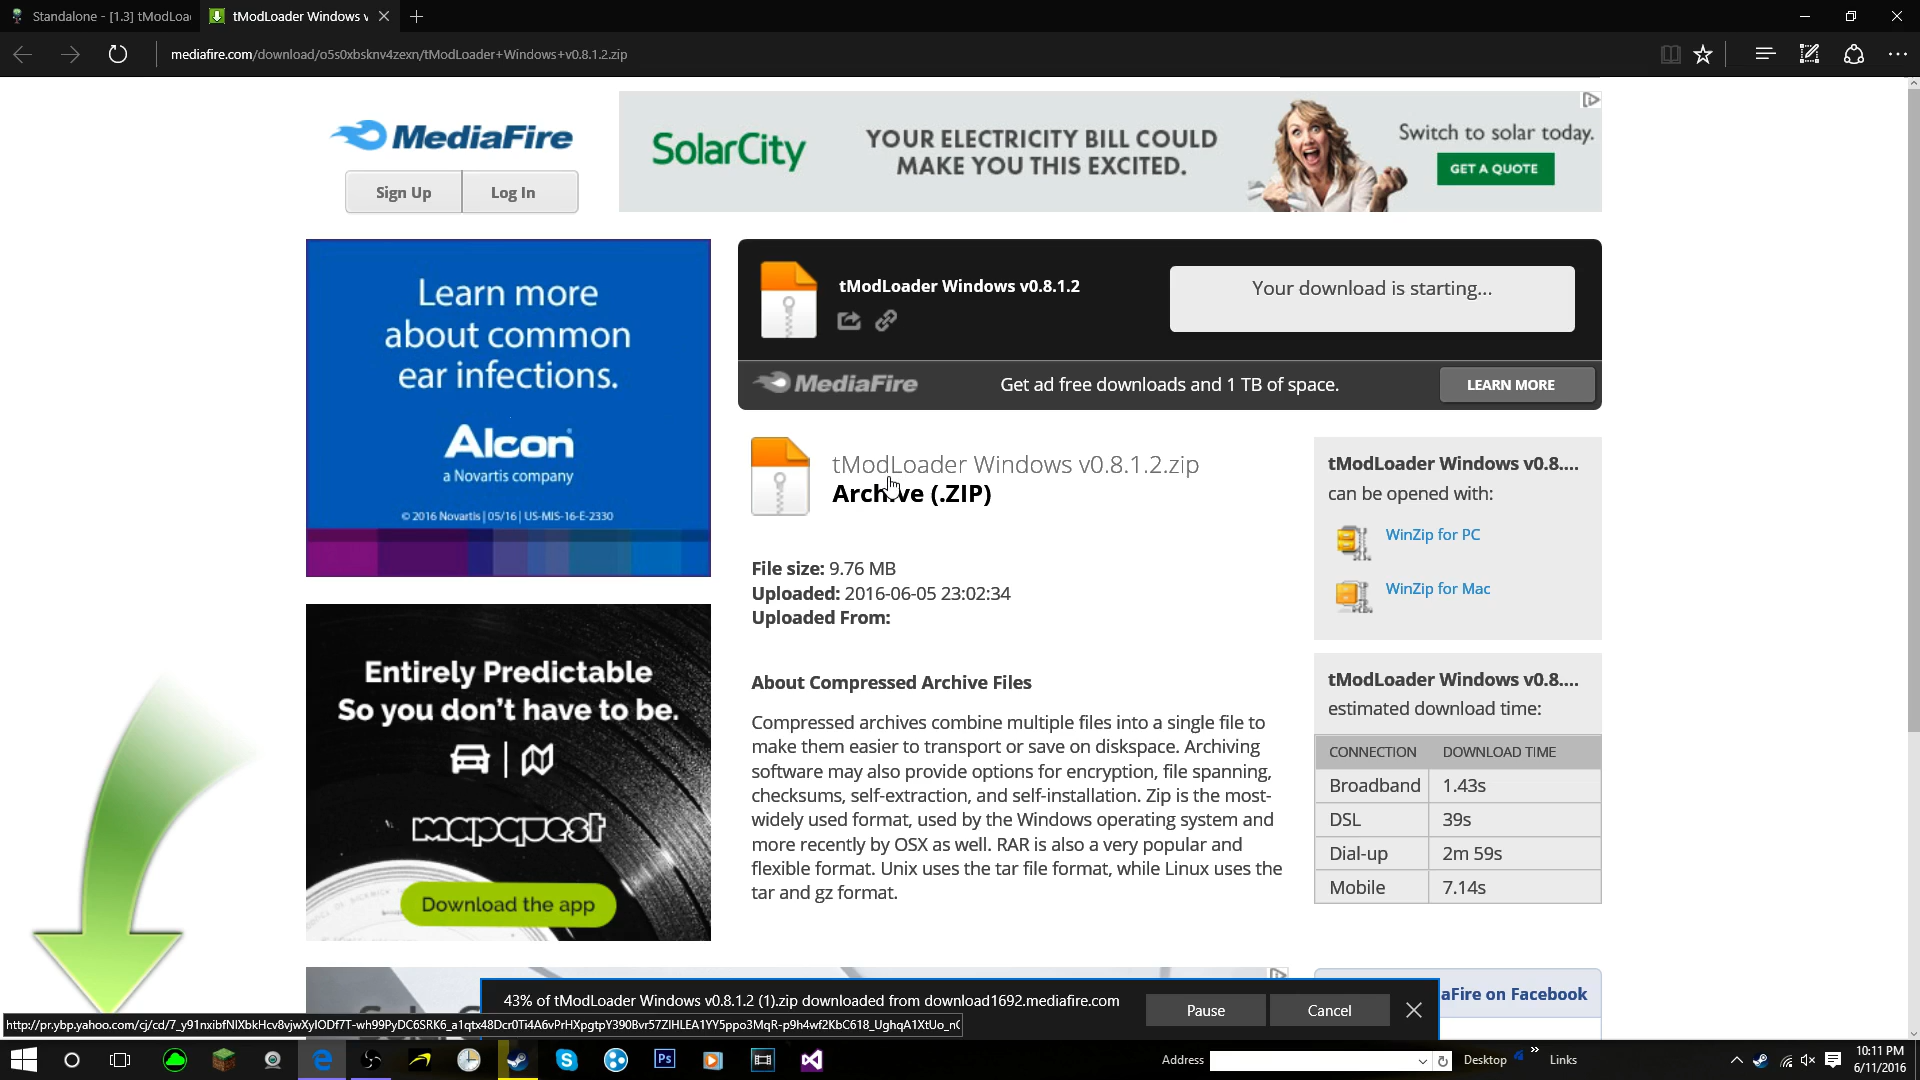 Standalone - [1.3] tModLoa
tModLoader Windows v
mediafire.com/download/o5s0xbsknv4zexn/tModLoader+Windows+v0.8.1.2.zip
MediaFire
Sign Up
Log In
SolarCity
YOUR ELECTRICITY BILL COULD
MAKE YOU THIS EXCITED.
Switch to solar today.
GET A QUOTE
Learn more
about common
ear infections.
Alcon
a Novartis company
© 2016 Novartis | 05/16 | US-MIS-16-E-2330
tModLoader Windows v0.8.1.2
Your download is starting...
MediaFire
Get ad free downloads and 1 TB of space.
LEARN MORE
tModLoader Windows v0.8.1.2.zip
Archive (.ZIP)
File size: 9.76 MB
Uploaded: 2016-06-05 23:02:34
Uploaded From:
About Compressed Archive Files
Compressed archives combine multiple files into a single file to
make them easier to transport or save on diskspace. Archiving
software may also provide options for encryption, file spanning,
checksums, self-extraction, and self-installation. Zip is the most-
widely used format, used by the Windows operating system and
more recently by OSX as well. RAR is also a very popular and
flexible format. Unix uses the tar file format, while Linux uses the
tar and gz format.
tModLoader Windows v0.8....
can be opened with:
WinZip for PC
WinZip for Mac
tModLoader Windows v0.8....
estimated download time:
CONNECTION DOWNLOAD TIME
Broadband 1.43s
DSL 39s
Dial-up 2m 59s
Mobile 7.14s
Entirely Predictable
So you don't have to be.
mapquest
Download the app
aFire on Facebook
43% of tModLoader Windows v0.8.1.2 (1).zip downloaded from download1692.mediafire.com
Pause
Cancel
Ps
Address
Desktop
Links
10:11 PM
6/11/2016